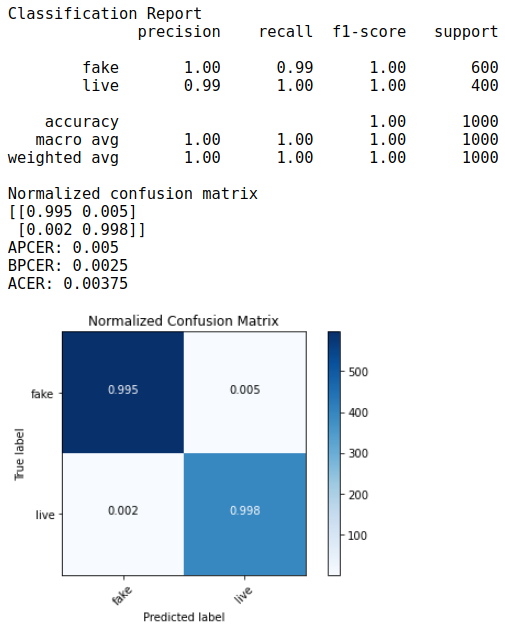 Classification Report
              precision    recall  f1-score   support

        fake       1.00      0.99      1.00       600
        live       0.99      1.00      1.00       400

    accuracy                           1.00      1000
   macro avg       1.00      1.00      1.00      1000
weighted avg       1.00      1.00      1.00      1000

Normalized confusion matrix
[[0.995 0.005]
 [0.002 0.998]]
APCER: 0.005
BPCER: 0.0025
ACER: 0.00375
Normalized Confusion Matrix
True label
fake 0.995 0.005
live 0.002 0.998
fake live
Predicted label
500
400
300
200
100